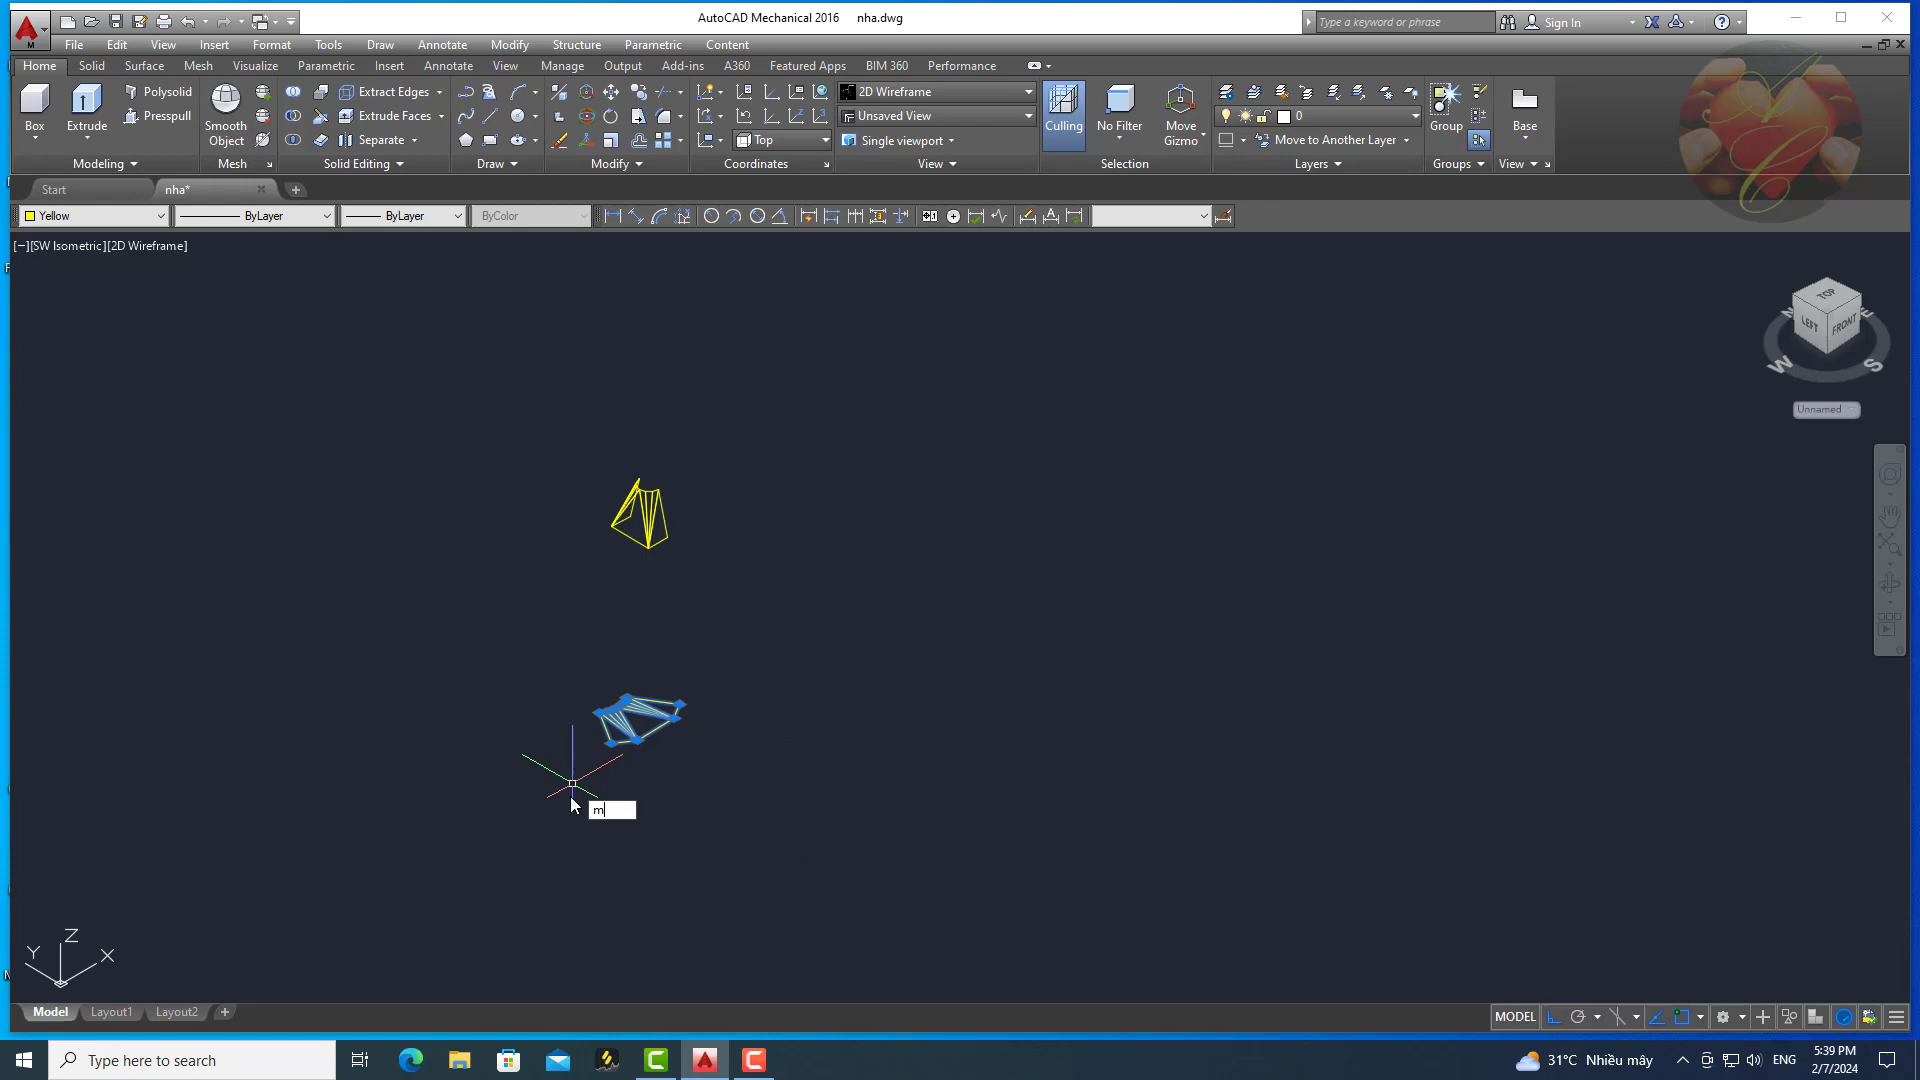 AutoCAD Mechanical 2016 nha.dwg
Type a keyword or phrase
Sign In
M
File Edit View Insert Format Tools Draw Annotate Modify Structure Parametric Content
Home Solid Surface Mesh Visualize Parametric Insert Annotate View Manage Output Add-ins A360 Featured Apps BIM 360 Performance
Polysolid
Extract Edges
2D Wireframe
Presspull
Extrude Faces
Unsaved View
0
Box
Extrude
Smooth Object
Separate
Top
Single viewport
Culling
No Filter
Move Gizmo
Move to Another Layer
Group
Base
Modeling
Mesh
Solid Editing
Draw
Modify
Coordinates
View
Selection
Layers
Groups
View
A
C
Start
nha*
Yellow
ByLayer
ByLayer
ByColor
[−][SW Isometric][2D Wireframe]
TOP
LEFT
FRONT
W
S
Unnamed
m
Z
Y
X
Model
Layout1
Layout2
MODEL
Type here to search
31°C Nhiều mây
ENG
5:39 PM
2/7/2024